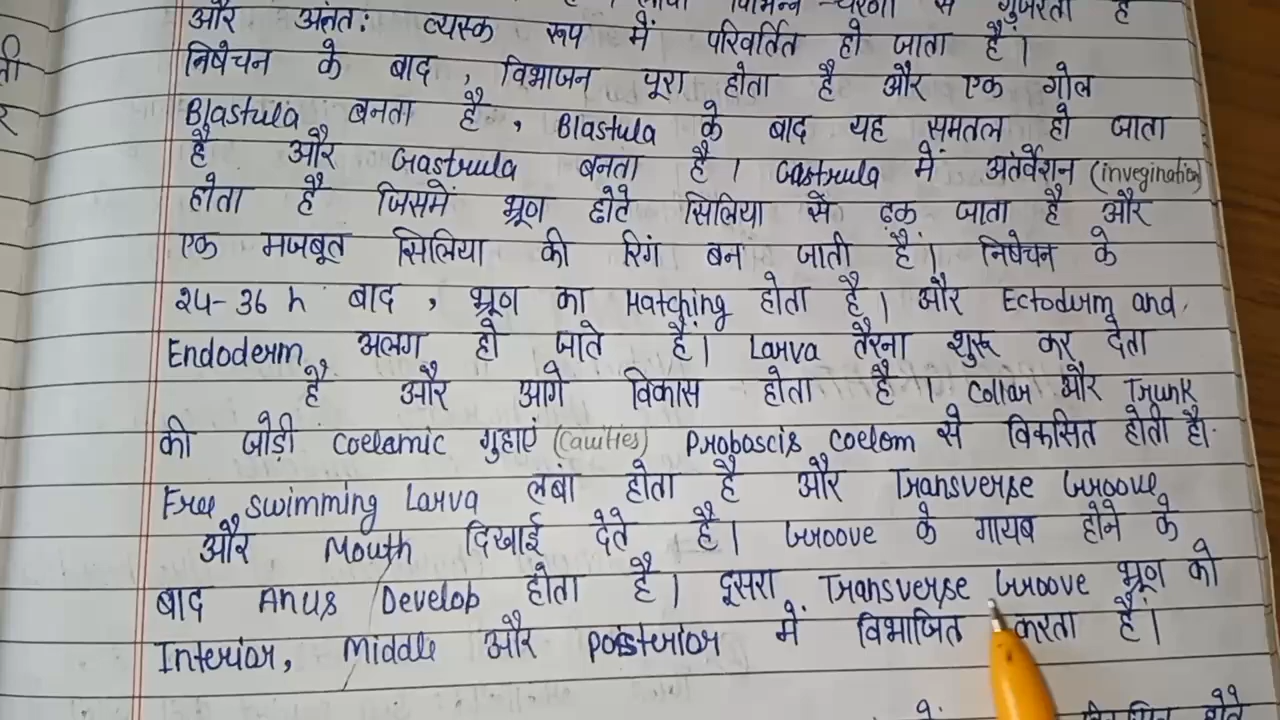 से गुजरता है
और अंनत: व्यस्क रूप में परिवर्तित हो जाता है।
निषेचन के बाद, विभाजन पूरा होता है और एक गोल
Blastula बनता है, Blastula के बाद यह समतल हो जाता
है और Gastrula बनता है। Gastrula में अंतर्वेशन (invegination)
होता है जिसमें भ्रूण छोटे सिलिया से ढ़क जाता है और
एक मजबूत सिलिया की रिंग बन जाती है। निषेचन के
24-36 h बाद, भ्रूण का Hatching होता है। और Ectoderm and
Endoderm अलग हो जाते है। Larva तैरना शुरू कर देता
है और आगे विकास होता है। Collar और Trunk
की जोड़ी coelamic गुहाएं (cavities) Proboscis coelom से विकसित होती है।
Free swimming Larva लंबा होता है और Transverse Groove
और Mouth दिखाई देते है। Groove के गायब होने के
बाद Anus Develop होता है। दूसरा Transverse Groove भ्रूण को
Interior, Middle और Posterior में विभाजित करता है।